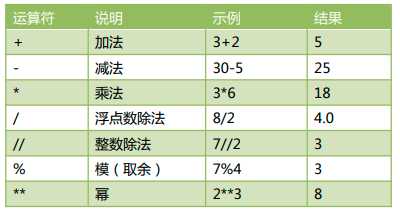 运算符 说明 示例 结果
+ 加法 3+2 5
- 减法 30-5 25
* 乘法 3*6 18
/ 浮点数除法 8/2 4.0
// 整数除法 7//2 3
% 模（取余） 7%4 3
** 幂 2**3 8